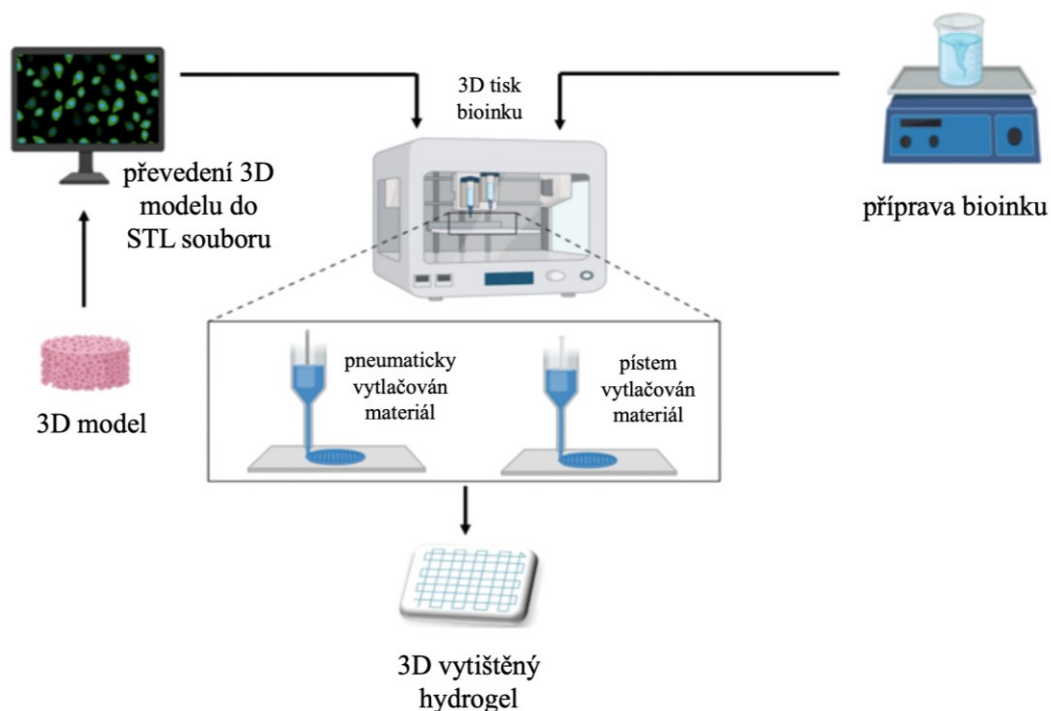 3D tisk
bioinku
převedení 3D
modelu do
STL souboru
příprava bioinku
3D model
pneumaticky
vytlačován
materiál
pístem
vytlačován
materiál
3D vytištěný
hydrogel